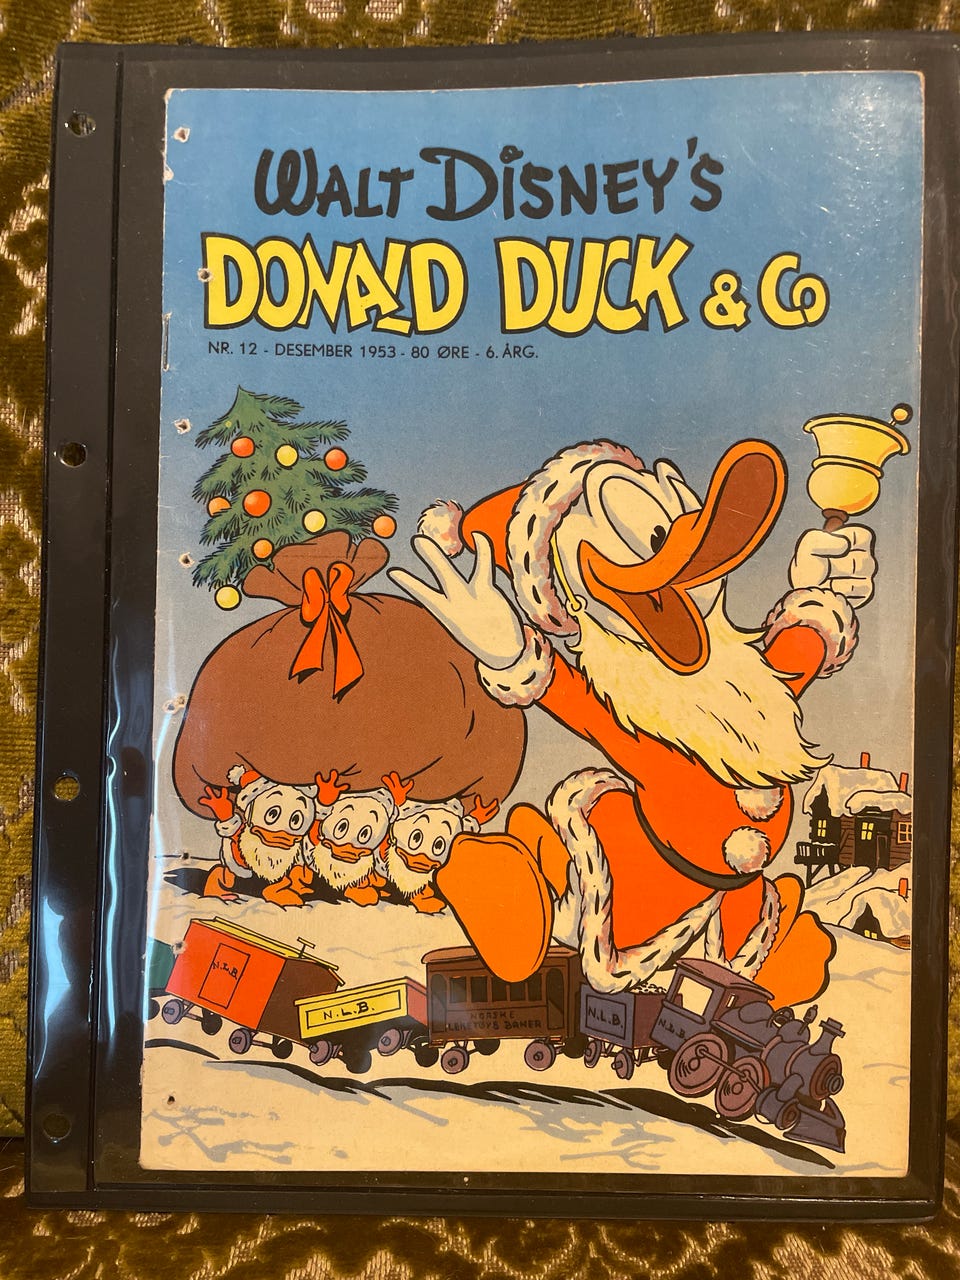 WALT DISNEY'S
DONALD DUCK & CO
NR. 12 - DESEMBER 1953 - 80 ØRE - 6. ÅRG.
N.L.B.
N.L.B.
NORSKE
LEKETØYS BANER
N.L.B.
N.L.B.